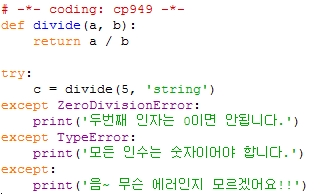 # -*- coding: cp949 -*-
def divide(a, b):
    return a / b
try:
    c = divide(5, 'string')
except ZeroDivisionError:
    print('두번째 인자는 0이면 안됩니다.')
except TypeError:
    print('모든 인수는 숫자이어야 합니다.')
except:
    print('음~ 무슨 에러인지 모르겠어요!!')